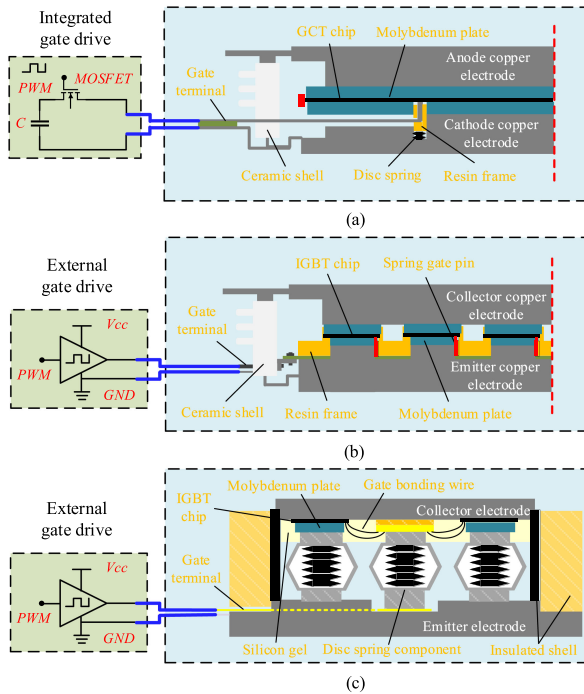 Integrated
gate drive
PWM
MOSFET
C
Gate
terminal
GCT chip
Molybdenum plate
Anode copper
electrode
Cathode copper
electrode
Ceramic shell
Disc spring
Resin frame
(a)
External
gate drive
Vcc
PWM
GND
Gate
terminal
IGBT chip
Spring gate pin
Collector copper
electrode
Emitter copper
electrode
Ceramic shell
Resin frame
Molybdenum plate
(b)
External
gate drive
Vcc
PWM
GND
IGBT
chip
Molybdenum plate
Gate bonding wire
Collector electrode
Gate
terminal
Emitter electrode
Silicon gel
Disc spring component
Insulated shell
(c)